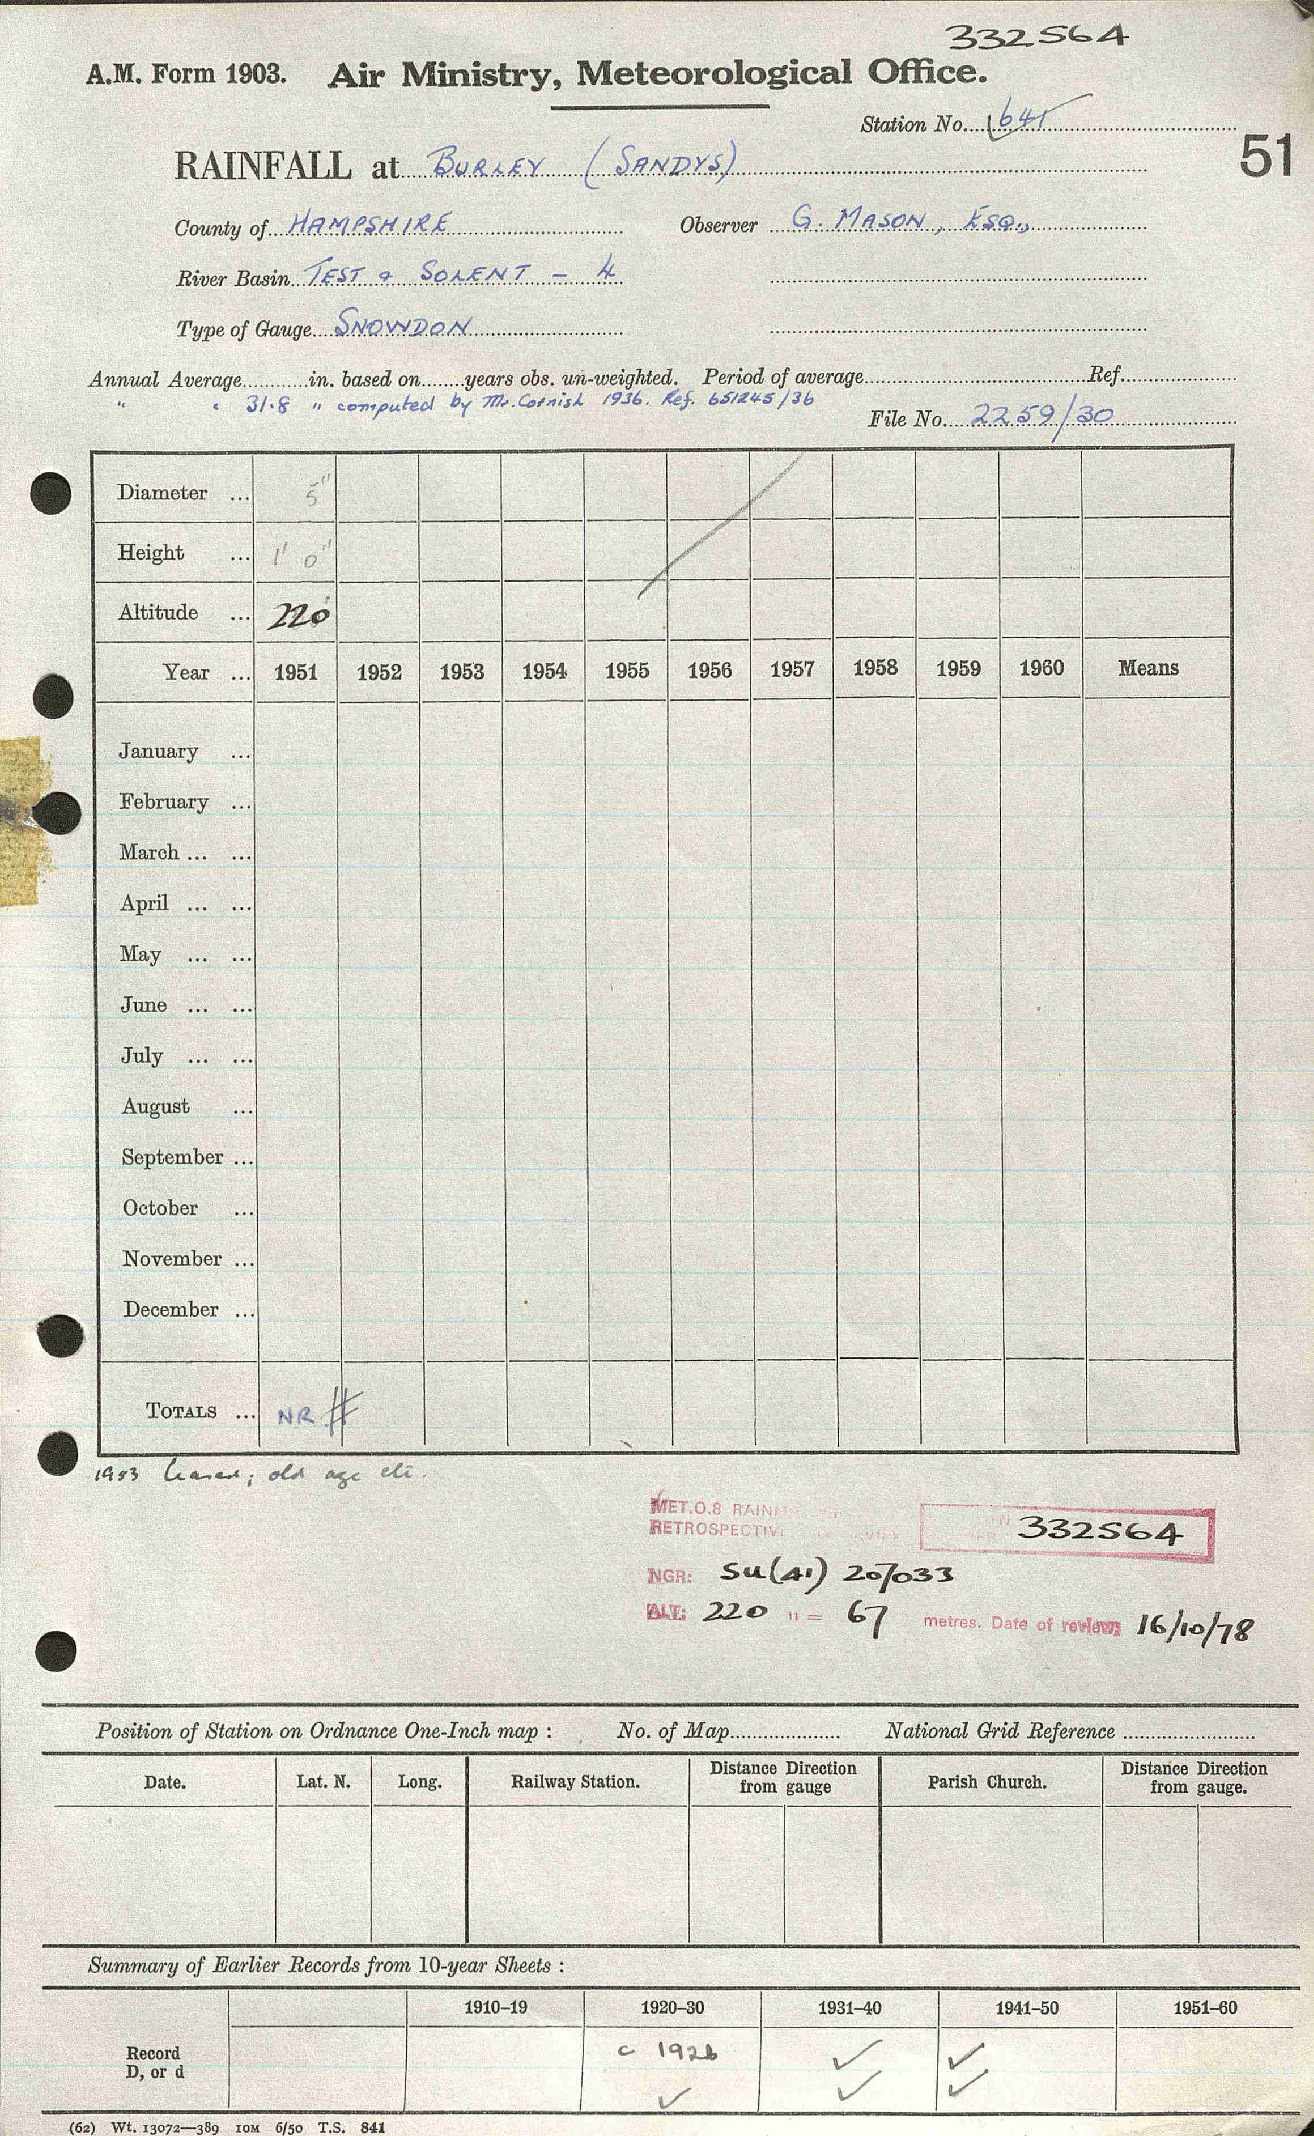 332564
A.M. Form 1903. Air Ministry, Meteorological Office.
Station No. 1641
51
RAINFALL at BURLEY (SANDYS)
County of HAMPSHIRE Observer G. MASON, ESQ.,
River Basin TEST & SOLENT - 4
Type of Gauge SNOWDON
Annual Average............in. based on........years obs. un-weighted. Period of average............Ref............
" " 31.8 " computed by Mr. Cornish 1936. Ref. 651245/36
File No. 2259/30
Diameter ... 5"
Height ... 1' 0"
Altitude ... 220'
Year ... 1951 1952 1953 1954 1955 1956 1957 1958 1959 1960 Means
January ...
February ...
March ... ...
April ... ...
May ... ...
June ... ...
July ... ...
August ...
September ...
October ...
November ...
December ...
TOTALS ... NR
1953 Ceased; old age etc.
MET.O.8 RAIN
RETROSPECTIV
332564
NGR: SU(41) 207033
ALT: 220 " = 67 metres. Date of review: 16/10/78
Position of Station on Ordnance One-Inch map : No. of Map............ National Grid Reference ............
Date. Lat. N. Long. Railway Station. Distance Direction from gauge Parish Church. Distance Direction from gauge.
Summary of Earlier Records from 10-year Sheets :
1910–19 1920–30 1931–40 1941–50 1951–60
Record c 1926 ✓ ✓
D, or d ✓ ✓ ✓
(62) Wt. 13072—389 10M 6/50 T.S. 841